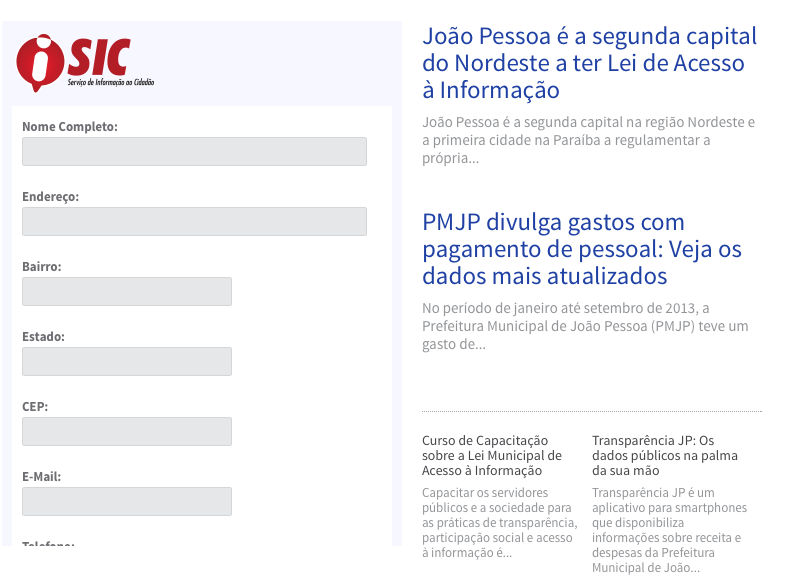 SIC
Serviço de Informação ao Cidadão
Nome Completo:
Endereço:
Bairro:
Estado:
CEP:
E-Mail:
Telefone:
João Pessoa é a segunda capital
do Nordeste a ter Lei de Acesso
à Informação
João Pessoa é a segunda capital na região Nordeste e
a primeira cidade na Paraíba a regulamentar a
própria...
PMJP divulga gastos com
pagamento de pessoal: Veja os
dados mais atualizados
No período de janeiro até setembro de 2013, a
Prefeitura Municipal de João Pessoa (PMJP) teve um
gasto de...
Curso de Capacitação
sobre a Lei Municipal de
Acesso à Informação
Capacitar os servidores
públicos e a sociedade para
as práticas de transparência,
participação social e acesso
à informação é...
Transparência JP: Os
dados públicos na palma
da sua mão
Transparência JP é um
aplicativo para smartphones
que disponibiliza
informações sobre receita e
despesas da Prefeitura
Municipal de João...